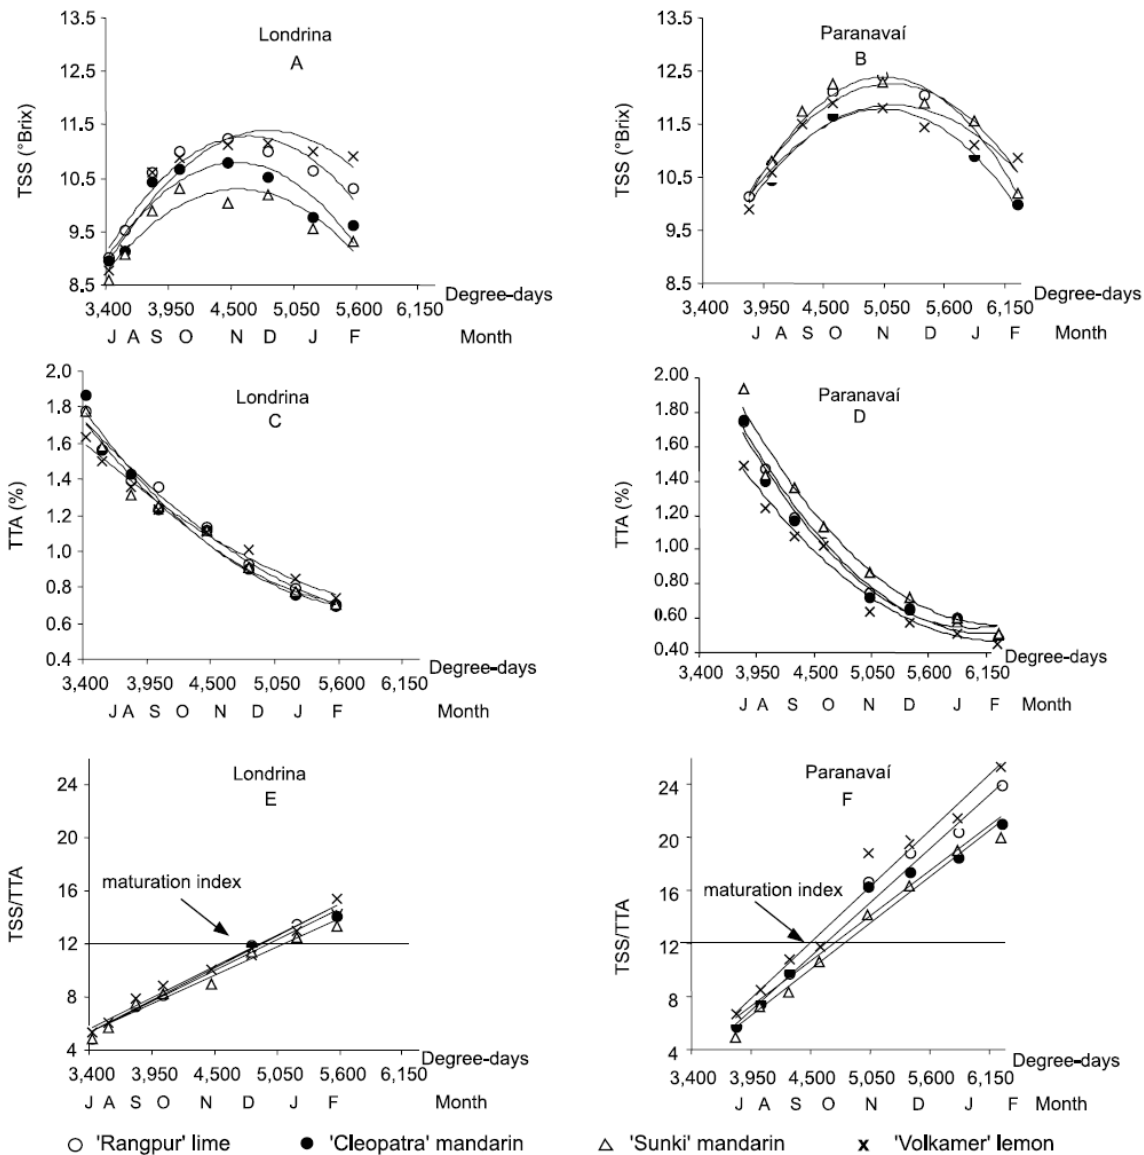 13.5
12.5
11.5
10.5
9.5
8.5
TSS (°Brix)
Londrina
A
3,400 3,950 4,500 5,050 5,600 6,150
Degree-days
J A S O N D J F Month
13.5
12.5
11.5
10.5
9.5
8.5
TSS (°Brix)
Paranavaí
B
3,400 3,950 4,500 5,050 5,600 6,150
Degree-days
J A S O N D J F Month
2.0
1.8
1.6
1.4
1.2
1.0
0.8
0.6
0.4
TTA (%)
Londrina
C
3,400 3,950 4,500 5,050 5,600 6,150
Degree-days
J A S O N D J F Month
2.00
1.80
1.60
1.40
1.20
1.00
0.80
0.60
0.40
TTA (%)
Paranavaí
D
3,400 3,950 4,500 5,050 5,600 6,150
Degree-days
J A S O N D J F Month
24
20
16
12
8
4
TSS/TTA
Londrina
E
maturation index
3,400 3,950 4,500 5,050 5,600 6,150
Degree-days
J A S O N D J F Month
24
20
16
12
8
4
TSS/TTA
Paranavaí
F
maturation index
3,400 3,950 4,500 5,050 5,600 6,150
Degree-days
J A S O N D J F Month
'Rangpur' lime 'Cleopatra' mandarin 'Sunki' mandarin 'Volkamer' lemon